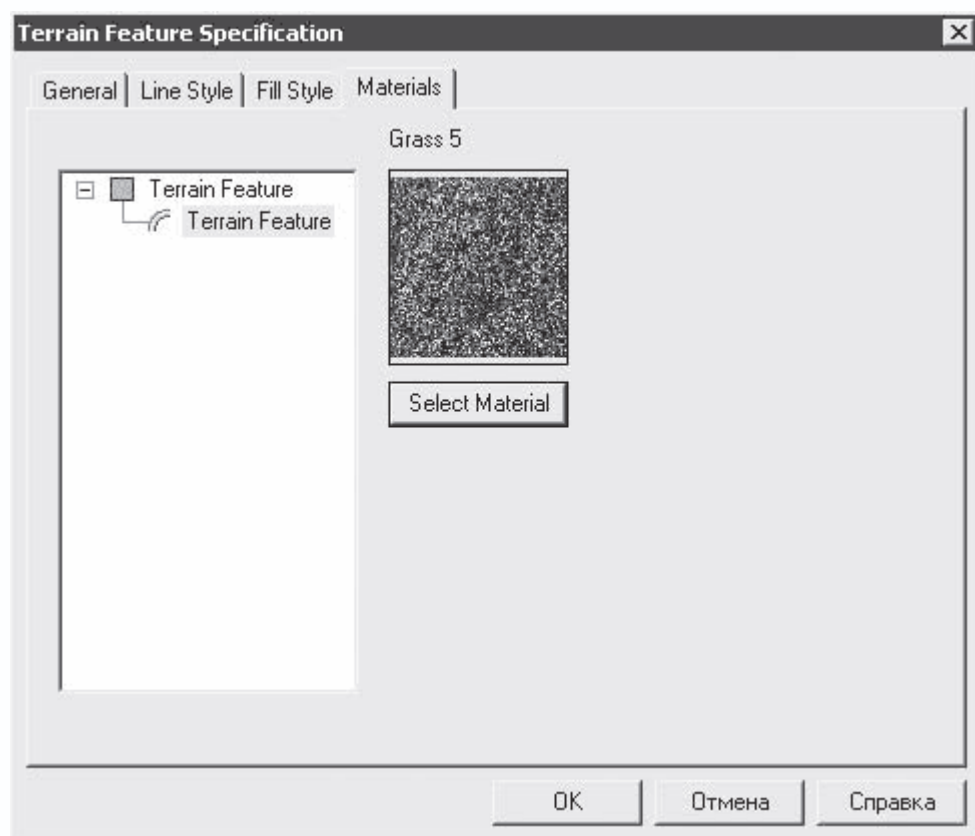 Terrain Feature Specification
General Line Style Fill Style Materials
Grass 5
Terrain Feature
Terrain Feature
Select Material
OK Отмена Справка